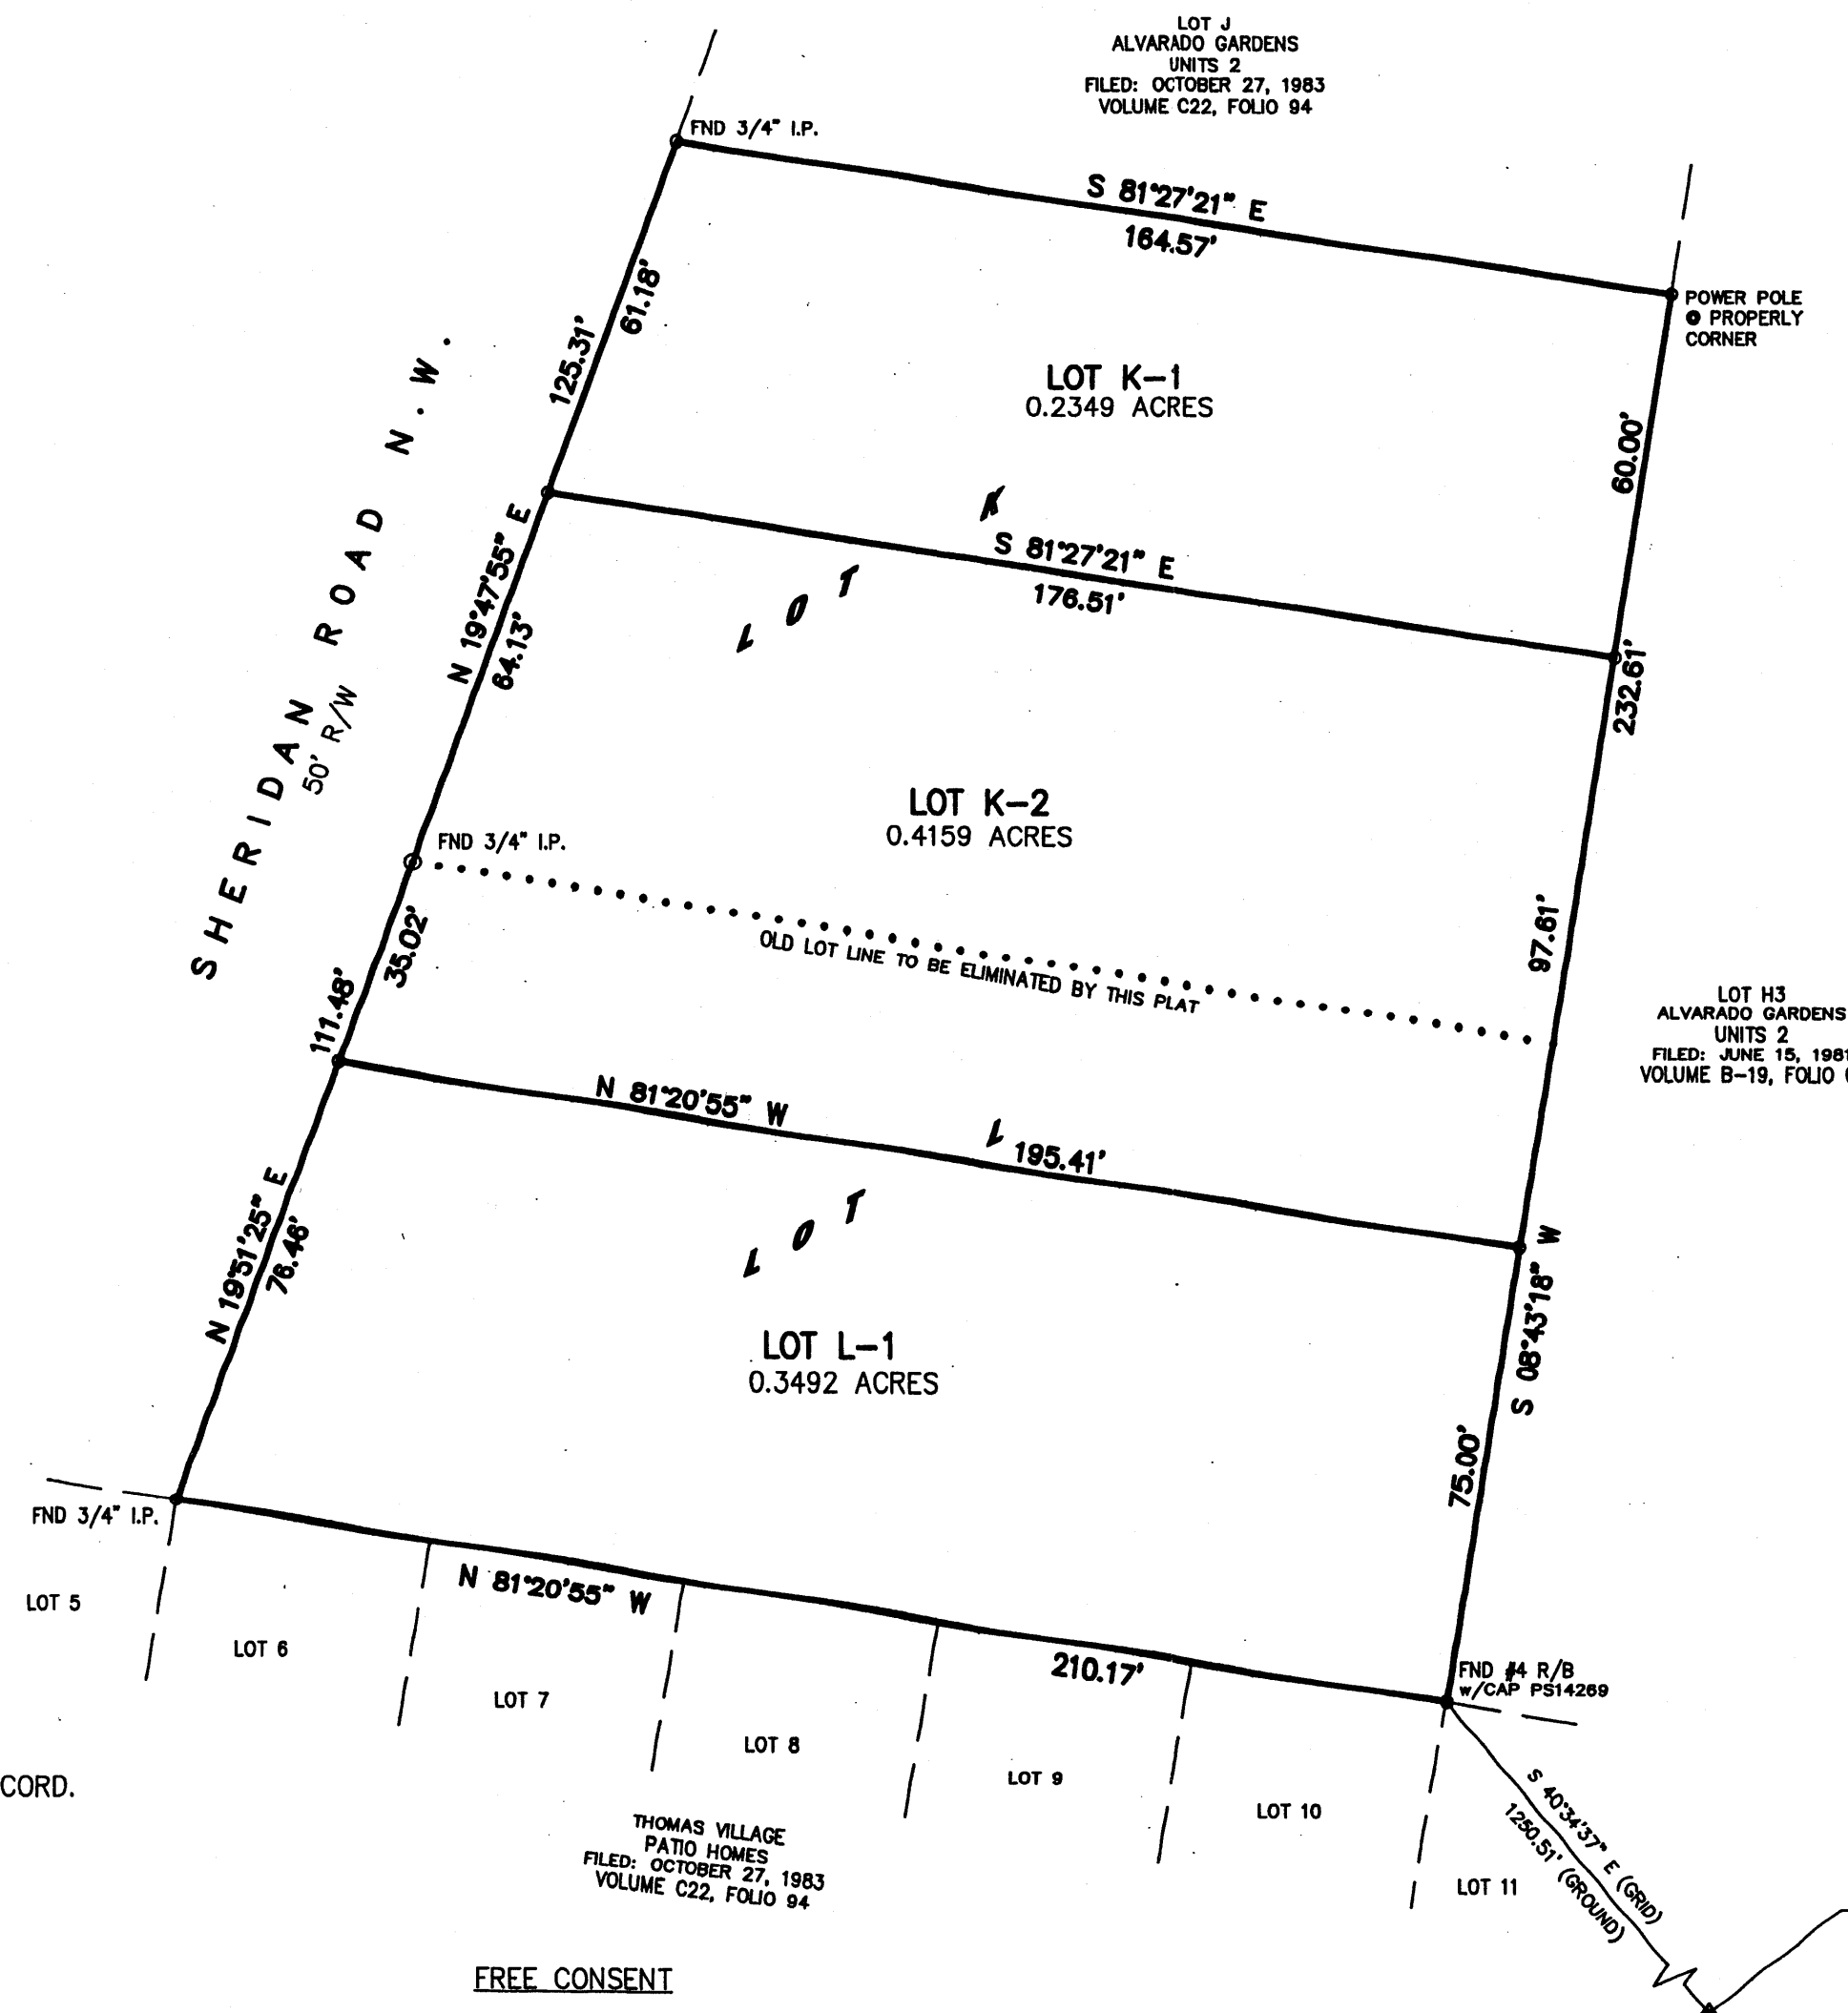 LOT J
ALVARADO GARDENS
UNITS 2
FILED: OCTOBER 27, 1983
VOLUME C22, FOLIO 94
FND 3/4" I.P.
S 81°27'21" E
164.57'
POWER POLE
@ PROPERLY
CORNER
125.31'
61.18'
LOT K-1
0.2349 ACRES
60.00'
SHERIDAN ROAD N.W.
50' R/W
N 19°47'55" E
64.13'
LOT K
S 81°27'21" E
176.51'
232.61'
LOT K-2
0.4159 ACRES
FND 3/4" I.P.
OLD LOT LINE TO BE ELIMINATED BY THIS PLAT
97.61'
35.02'
111.48'
LOT H3
ALVARADO GARDENS
UNITS 2
FILED: JUNE 15, 1981
VOLUME B-19, FOLIO
N 81°20'55" W
195.41'
LOT L
N 19°51'25" E
76.46'
S 08°43'18" W
LOT L-1
0.3492 ACRES
75.00'
FND 3/4" I.P.
N 81°20'55" W
210.17'
FND #4 R/B
w/CAP PS14269
LOT 5
LOT 6
LOT 7
LOT 8
LOT 9
LOT 10
LOT 11
S 40°34'37" E (GRID)
1250.51' (GROUND)
CORD.
THOMAS VILLAGE
PATIO HOMES
FILED: OCTOBER 27, 1983
VOLUME C22, FOLIO 94
FREE CONSENT